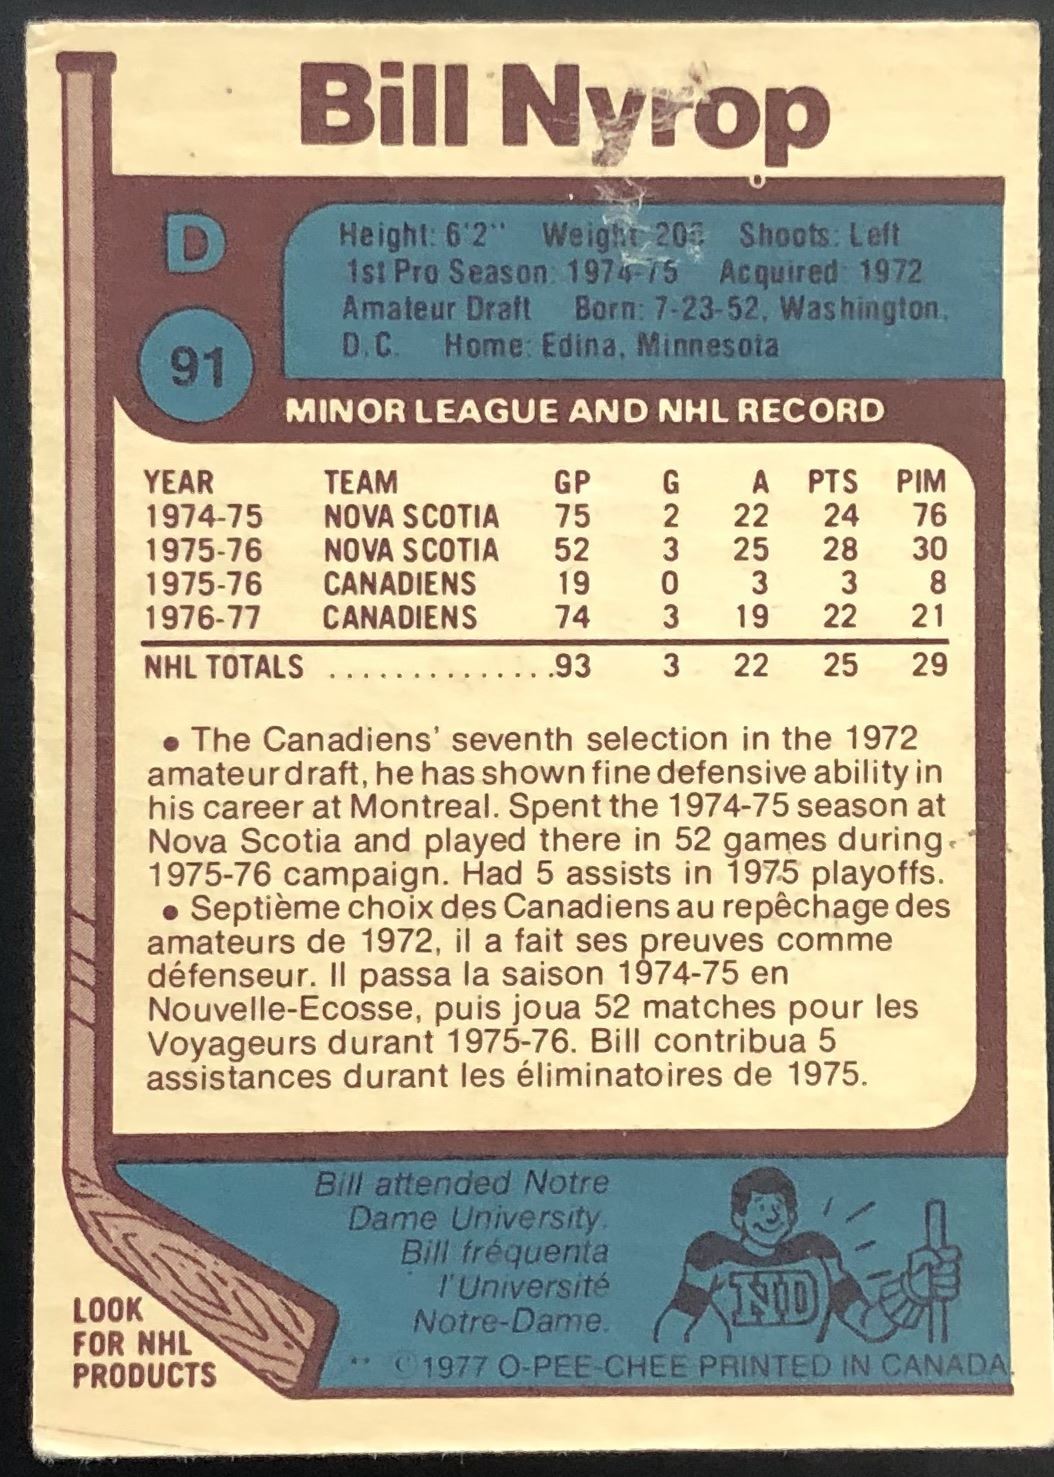 Bill Nyrop
D
Height: 6'2" Weight: Shoots: Left
1st Pro Season: 1974-75 Acquired: 1972
Amateur Draft Born: 7-23-52, Washington,
D.C. Home: Edina, Minnesota
91
MINOR LEAGUE AND NHL RECORD
YEAR TEAM GP G A PTS PIM
1974-75 NOVA SCOTIA 75 2 22 24 76
1975-76 NOVA SCOTIA 52 3 25 28 30
1975-76 CANADIENS 19 0 3 3 8
1976-77 CANADIENS 74 3 19 22 21
NHL TOTALS ..............93 3 22 25 29
• The Canadiens' seventh selection in the 1972
amateur draft, he has shown fine defensive ability in
his career at Montreal. Spent the 1974-75 season at
Nova Scotia and played there in 52 games during
1975-76 campaign. Had 5 assists in 1975 playoffs.
• Septième choix des Canadiens au repêchage des
amateurs de 1972, il a fait ses preuves comme
défenseur. Il passa la saison 1974-75 en
Nouvelle-Ecosse, puis joua 52 matches pour les
Voyageurs durant 1975-76. Bill contribua 5
assistances durant les éliminatoires de 1975.
Bill attended Notre
Dame University.
Bill fréquenta
l'Université
Notre-Dame.
ND
LOOK
FOR NHL
PRODUCTS
** ©1977 O-PEE-CHEE PRINTED IN CANADA.